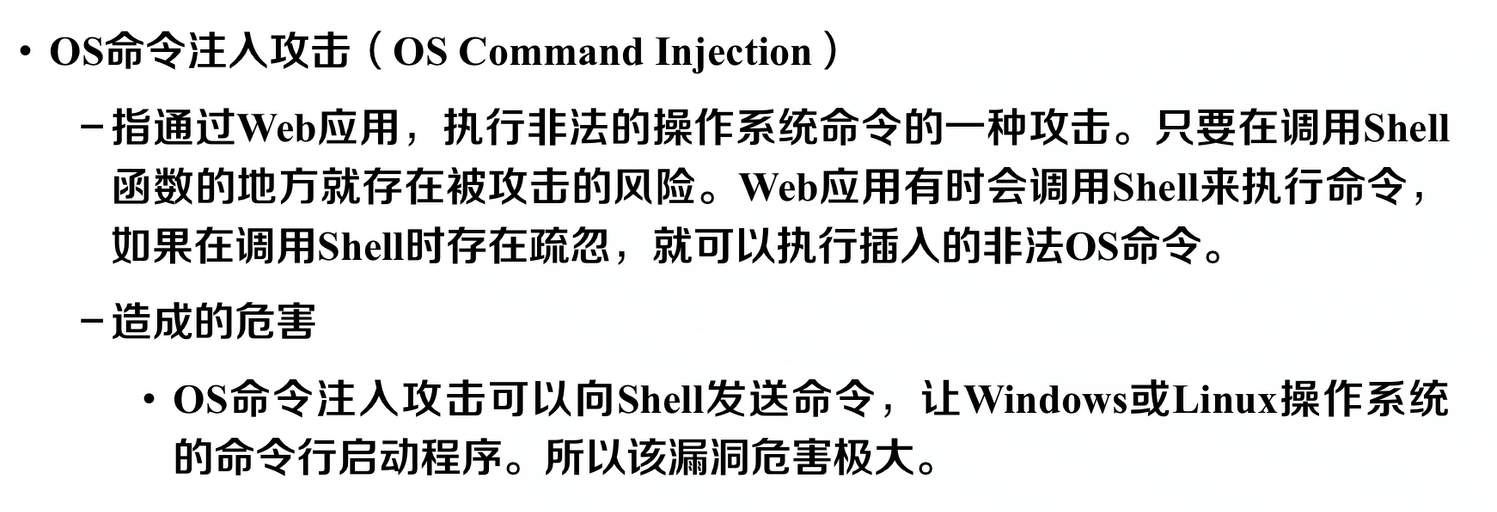 • OS命令注入攻击（OS Command Injection）
–指通过Web应用，执行非法的操作系统命令的一种攻击。只要在调用Shell
函数的地方就存在被攻击的风险。Web应用有时会调用Shell来执行命令，
如果在调用Shell时存在疏忽，就可以执行插入的非法OS命令。
–造成的危害
• OS命令注入攻击可以向Shell发送命令，让Windows或Linux操作系统
的命令行启动程序。所以该漏洞危害极大。